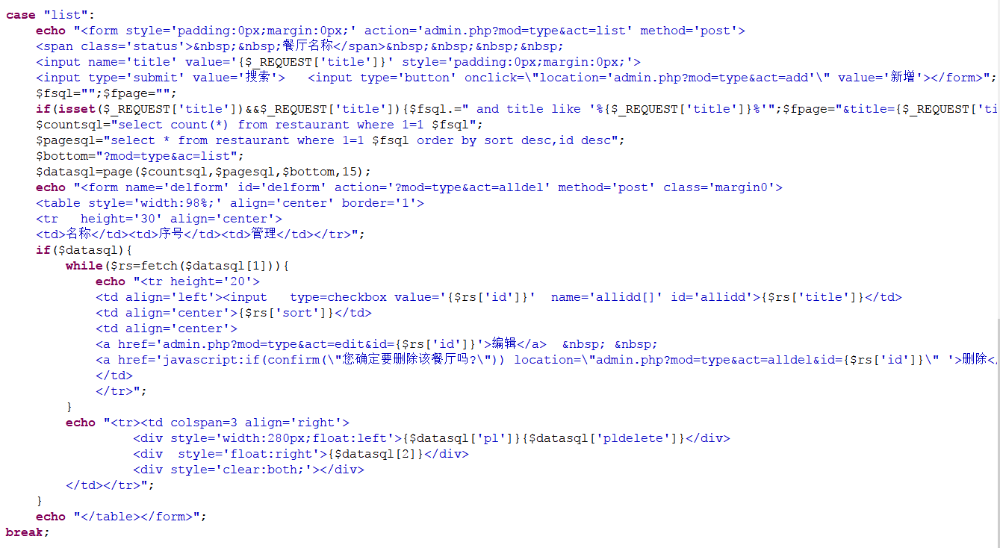 case "list":
echo "<form style='padding:0px;margin:0px;' action='admin.php?mod=type&act=list' method='post'>
<span class='status'>&nbsp;&nbsp;餐厅名称</span>&nbsp;&nbsp;&nbsp;&nbsp;
<input name='title' value='{$_REQUEST['title']}' style='padding:0px;margin:0px;'>
<input type='submit' value='搜索'>   <input type='button' onclick=\"location='admin.php?mod=type&act=add'\" value='新增'></form>";
$fsql="";$fpage="";
if(isset($_REQUEST['title'])&&$_REQUEST['title']){$fsql.=" and title like '%{$_REQUEST['title']}%'";$fpage="&title={$_REQUEST['ti
$countsql="select count(*) from restaurant where 1=1 $fsql";
$pagesql="select * from restaurant where 1=1 $fsql order by sort desc,id desc";
$bottom="?mod=type&ac=list";
$datasql=page($countsql,$pagesql,$bottom,15);
echo "<form name='delform' id='delform' action='?mod=type&act=alldel' method='post' class='margin0'>
<table style='width:98%;' align='center' border='1'>
<tr   height='30' align='center'>
<td>名称</td><td>序号</td><td>管理</td></tr>";
if($datasql){
while($rs=fetch($datasql[1])){
echo "<tr height='20'>
<td align='left'><input   type=checkbox value='{$rs['id']}'  name='allidd[]' id='allidd'>{$rs['title']}</td>
<td align='center'>{$rs['sort']}</td>
<td align='center'>
<a href='admin.php?mod=type&act=edit&id={$rs['id']}'>编辑</a>  &nbsp; &nbsp;
<a href='javascript:if(confirm(\"您确定要删除该餐厅吗?\")) location=\"admin.php?mod=type&act=alldel&id={$rs['id']}\" '>删除</
</td>
</tr>";
}
echo "<tr><td colspan=3 align='right'>
<div style='width:280px;float:left'>{$datasql['pl']}{$datasql['pldelete']}</div>
<div  style='float:right'>{$datasql[2]}</div>
<div style='clear:both;'></div>
</td></tr>";
}
echo "</table></form>";
break;